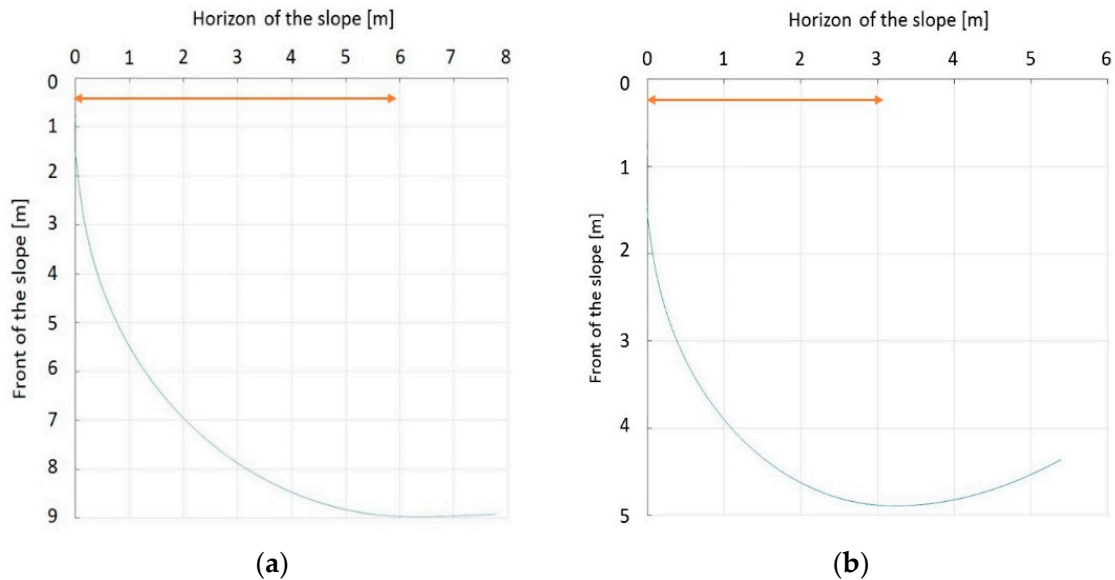 Horizon of the slope [m]
0 1 2 3 4 5 6 7 8
0
1
2
3
4
5
6
7
8
9
Front of the slope [m]
(a)
Horizon of the slope [m]
0 1 2 3 4 5 6
0
1
2
3
4
5
Front of the slope [m]
(b)